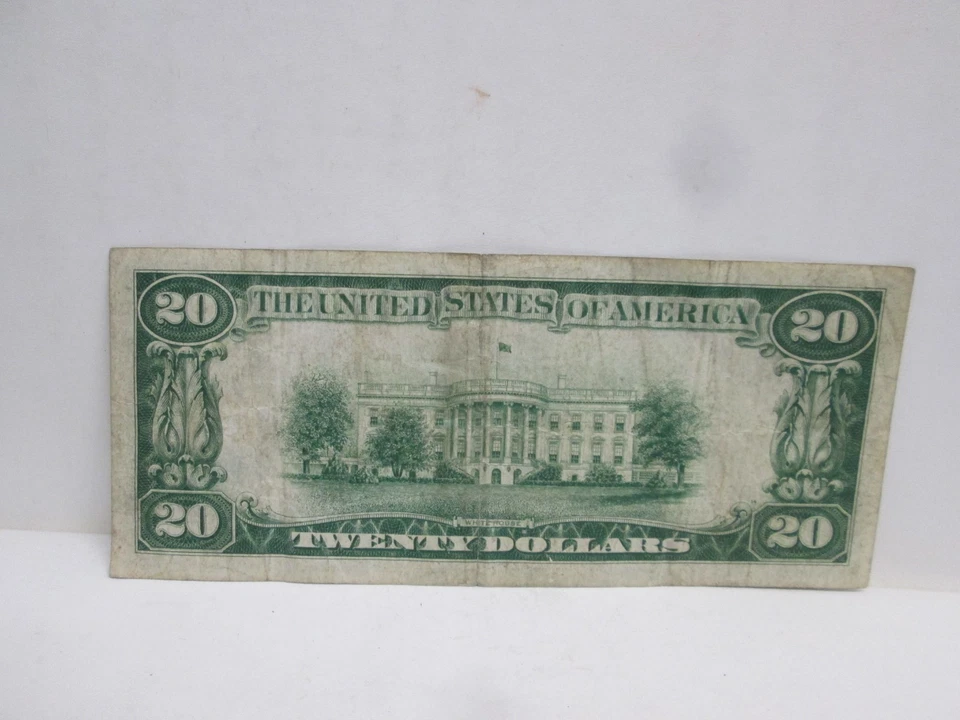 20 THE UNITED STATES OF AMERICA 20
WHITE HOUSE
20 TWENTY DOLLARS 20